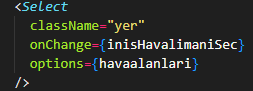 <Select
className="yer"
onChange={inisHavalimaniSec}
options={havaalanlari}
/>